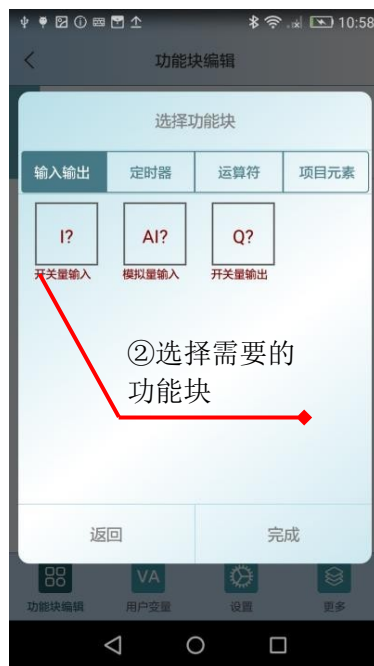 10:58
功能块编辑
选择功能块
输入输出 定时器 运算符 项目元素
I? AI? Q?
开关量输入 模拟量输入 开关量输出
②选择需要的
功能块
返回 完成
VA
功能块编辑 用户变量 设置 更多